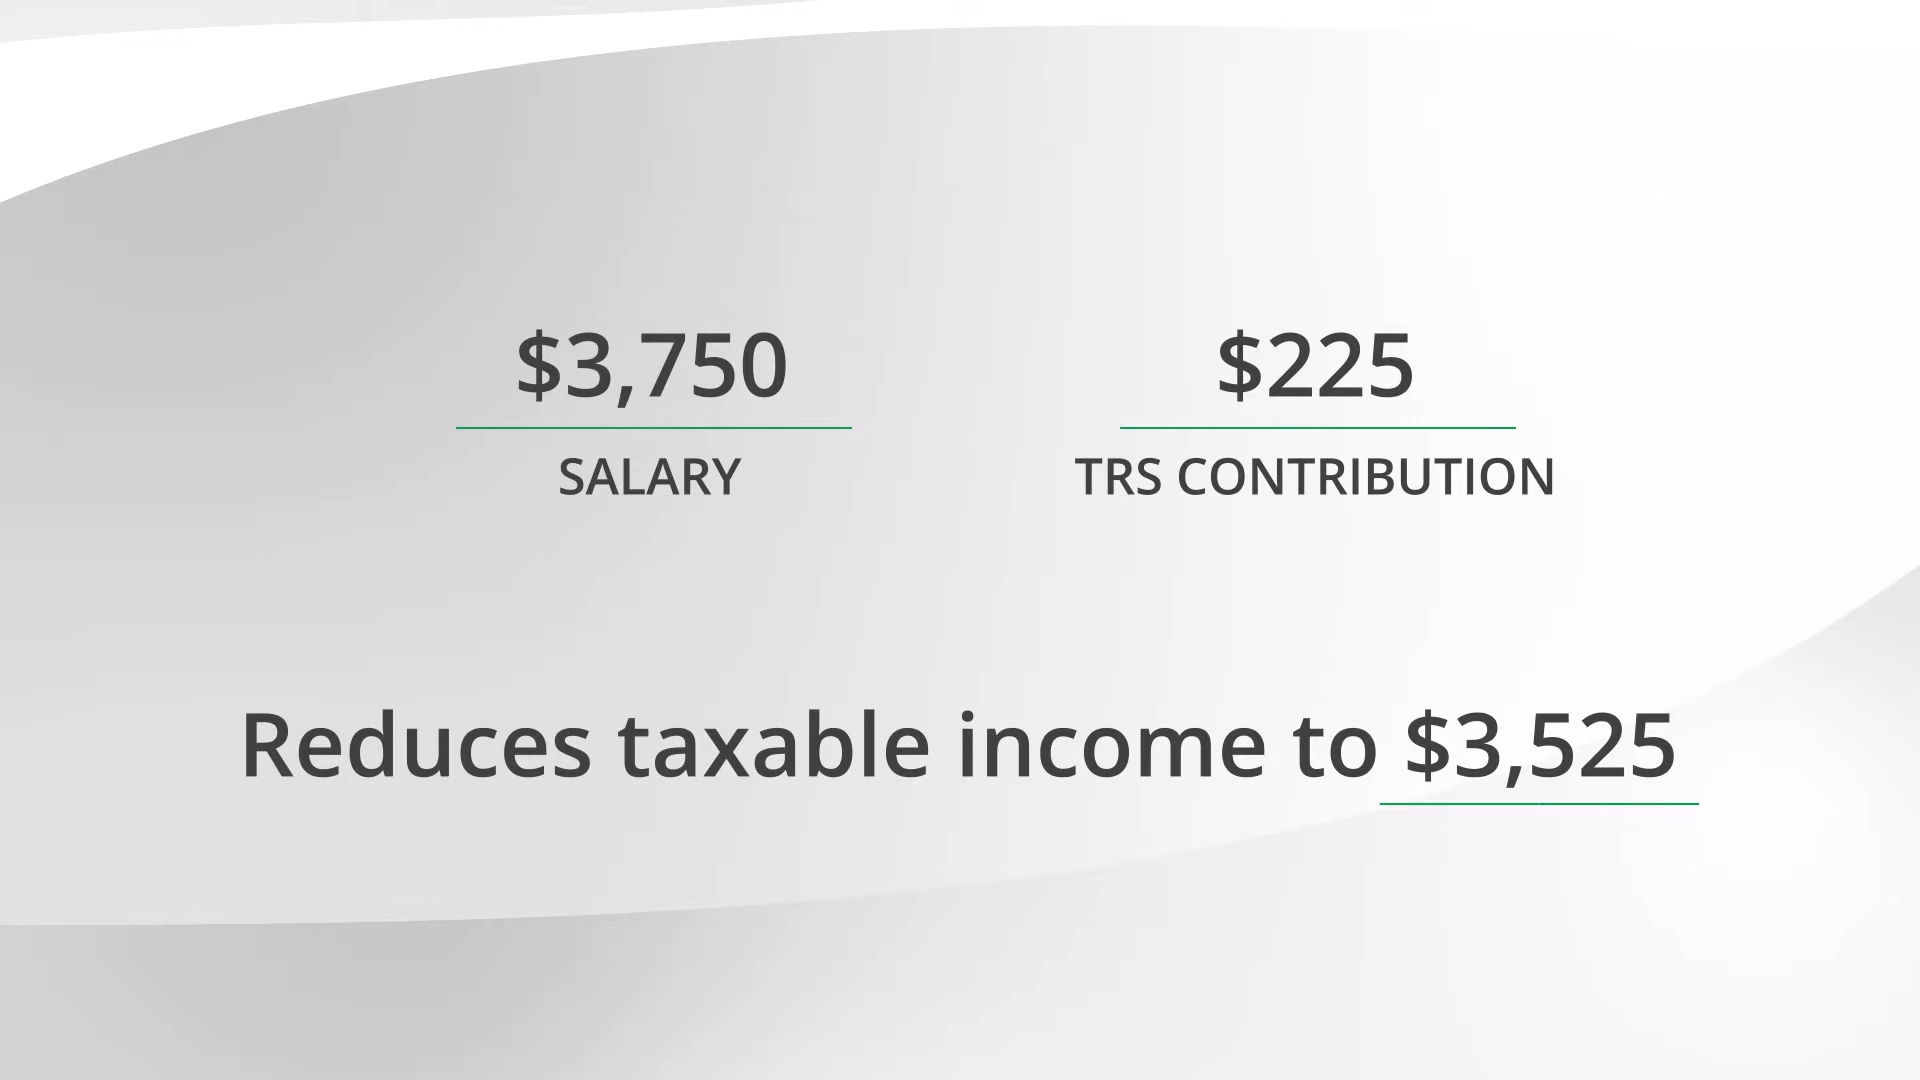 $3,750
SALARY
$225
TRS CONTRIBUTION
Reduces taxable income to $3,525